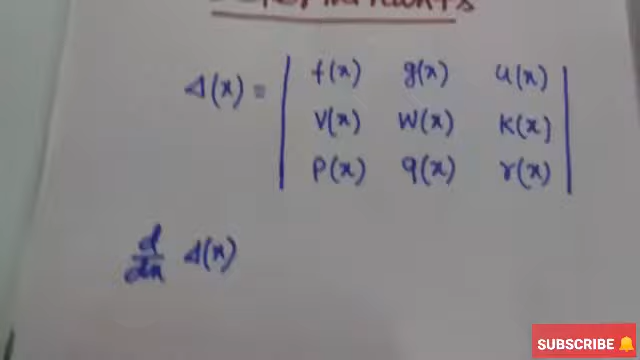 Δ(x) = | f(x) g(x) u(x) |
| v(x) w(x) k(x) |
| p(x) q(x) r(x) |
d/dx Δ(x)
SUBSCRIBE 🔔